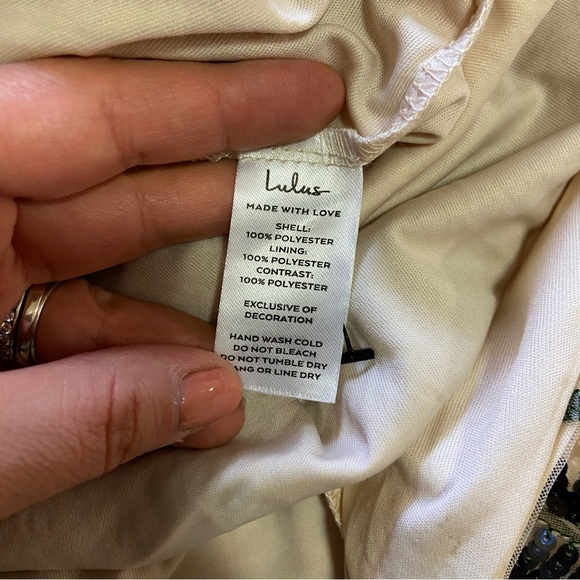 Lulus
MADE WITH LOVE
SHELL:
100% POLYESTER
LINING:
100% POLYESTER
CONTRAST:
100% POLYESTER
EXCLUSIVE OF
DECORATION
HAND WASH COLD
DO NOT BLEACH
DO NOT TUMBLE DRY
HANG OR LINE DRY